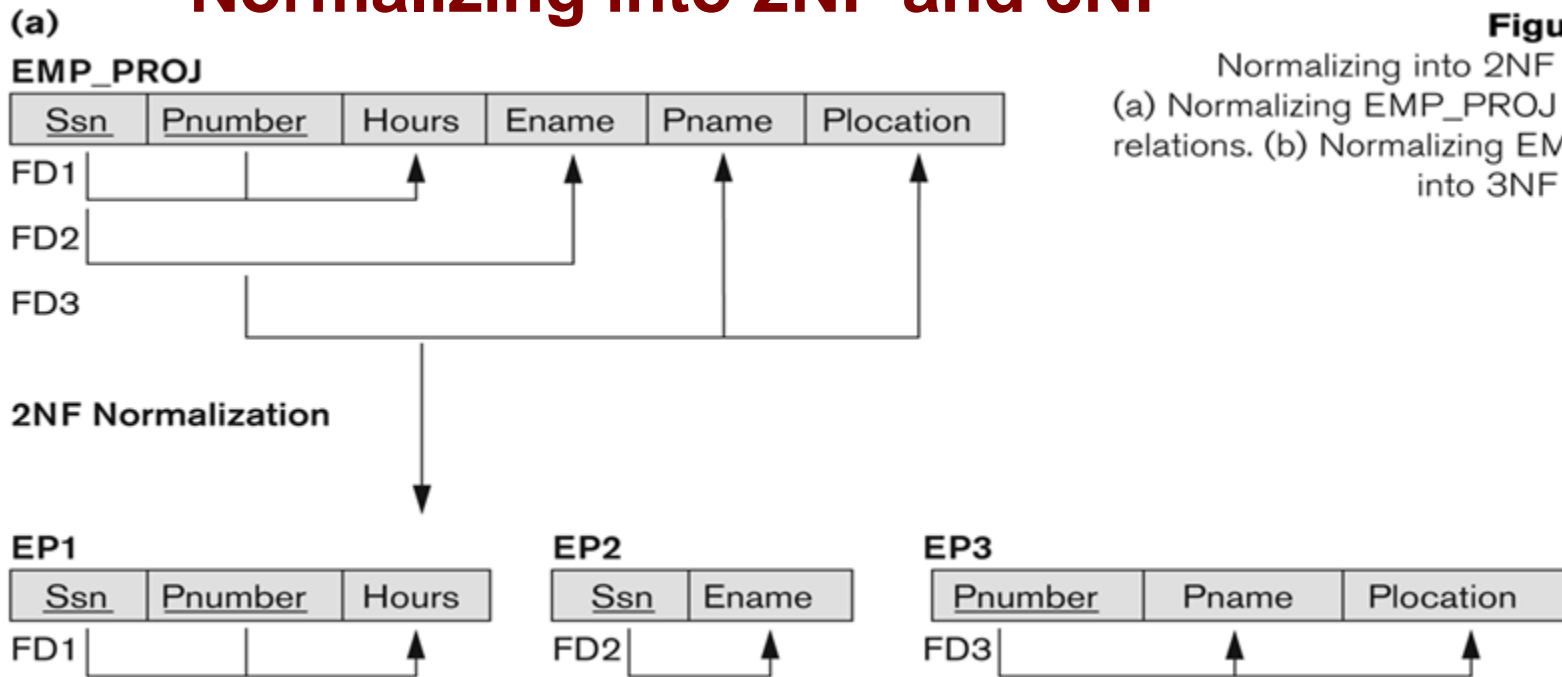 Normalizing into 2NF and 3NF
(a)
Figu
Normalizing into 2NF
(a) Normalizing EMP_PROJ
relations. (b) Normalizing EM
into 3NF
EMP_PROJ
Ssn Pnumber Hours Ename Pname Plocation
FD1
FD2
FD3
2NF Normalization
EP1 EP2 EP3
Ssn Pnumber Hours Ssn Ename Pnumber Pname Plocation
FD1 FD2 FD3